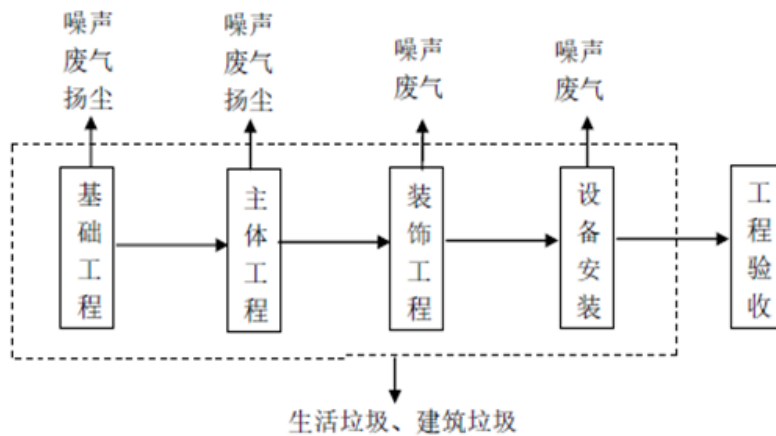 噪声
废气
扬尘
噪声
废气
扬尘
噪声
废气
噪声
废气
基础工程
主体工程
装饰工程
设备安装
工程验收
生活垃圾、建筑垃圾